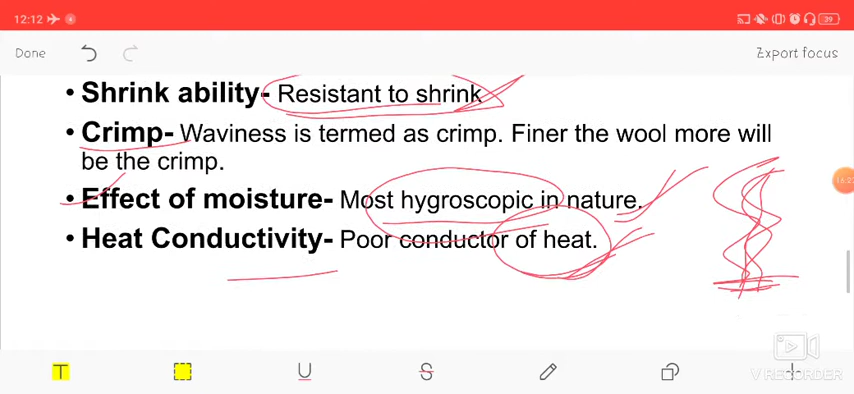 12:12
39
Done
Export focus
• Shrink ability- Resistant to shrink
• Crimp- Waviness is termed as crimp. Finer the wool more will
be the crimp.
• Effect of moisture- Most hygroscopic in nature.
• Heat Conductivity- Poor conductor of heat.
T
U
S
V RECORDER